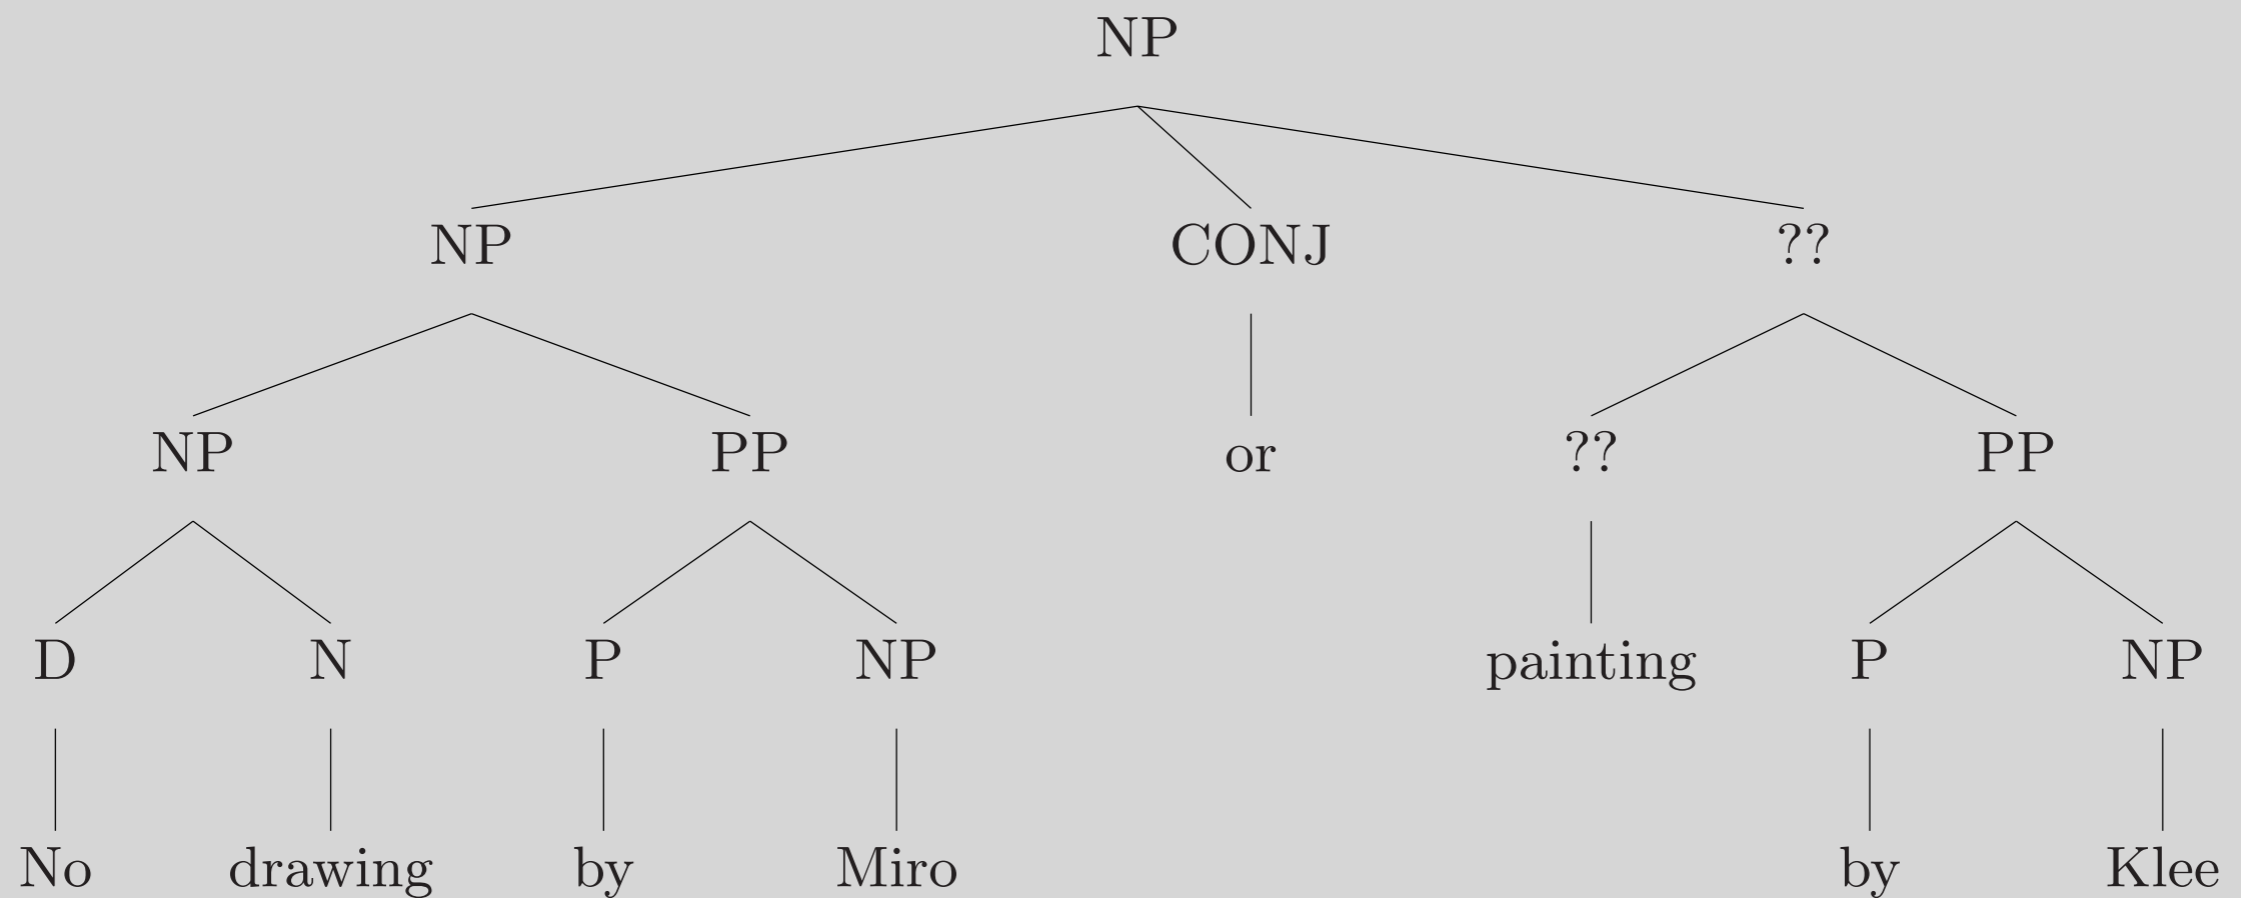 NP
NP CONJ ??
NP PP or ?? PP
D N P NP painting P NP
No drawing by Miro by Klee